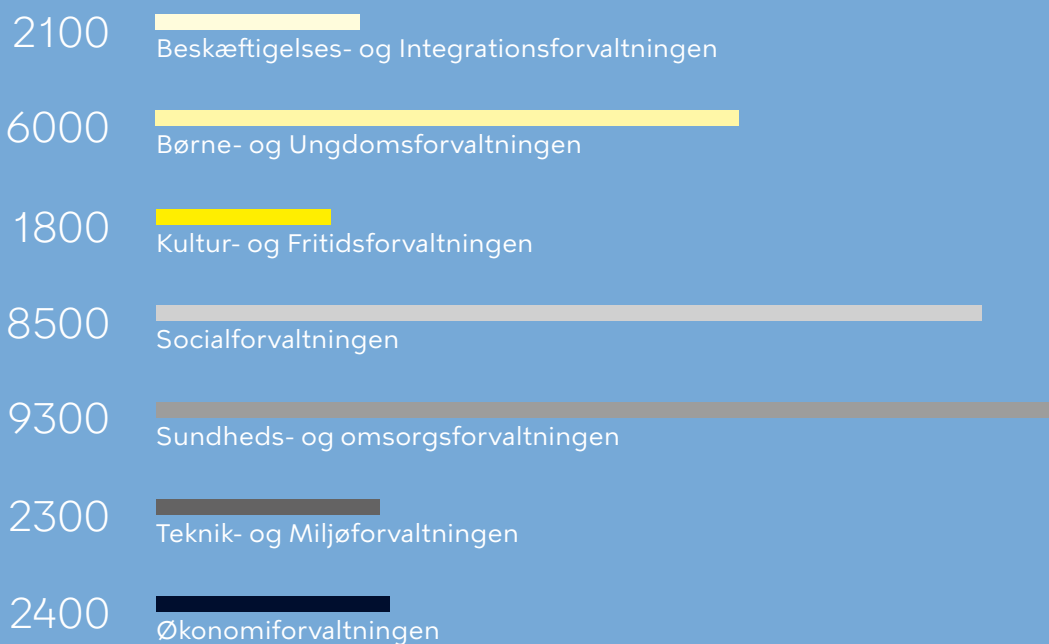 2100
Beskæftigelses- og Integrationsforvaltningen
6000
Børne- og Ungdomsforvaltningen
1800
Kultur- og Fritidsforvaltningen
8500
Socialforvaltningen
9300
Sundheds- og omsorgsforvaltningen
2300
Teknik- og Miljøforvaltningen
2400
Økonomiforvaltningen